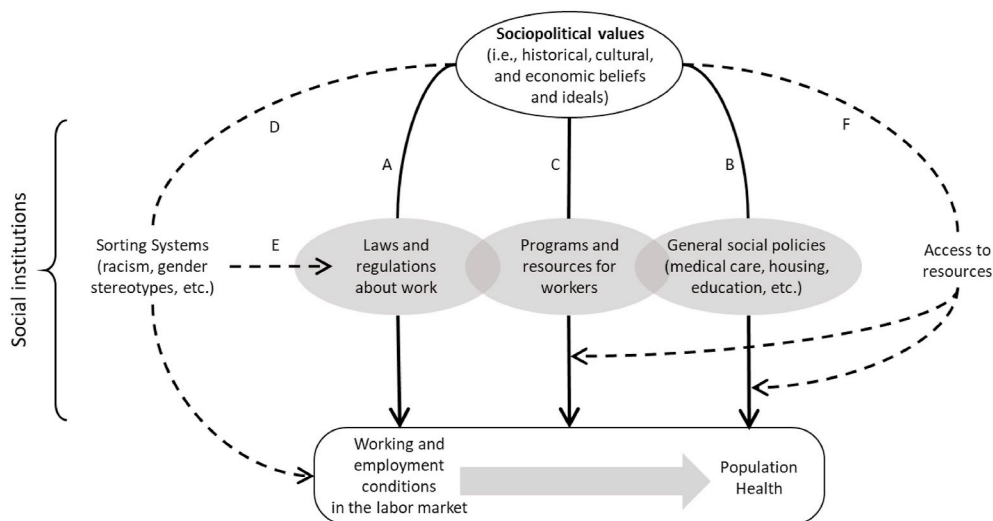 Sociopolitical values
(i.e., historical, cultural,
and economic beliefs
and ideals)
D
F
A
C
B
Social institutions
Sorting Systems
(racism, gender
stereotypes, etc.)
E
Laws and
regulations
about work
Programs and
resources for
workers
General social policies
(medical care, housing,
education, etc.)
Access to
resources
Working and
employment
conditions
in the labor market
Population
Health